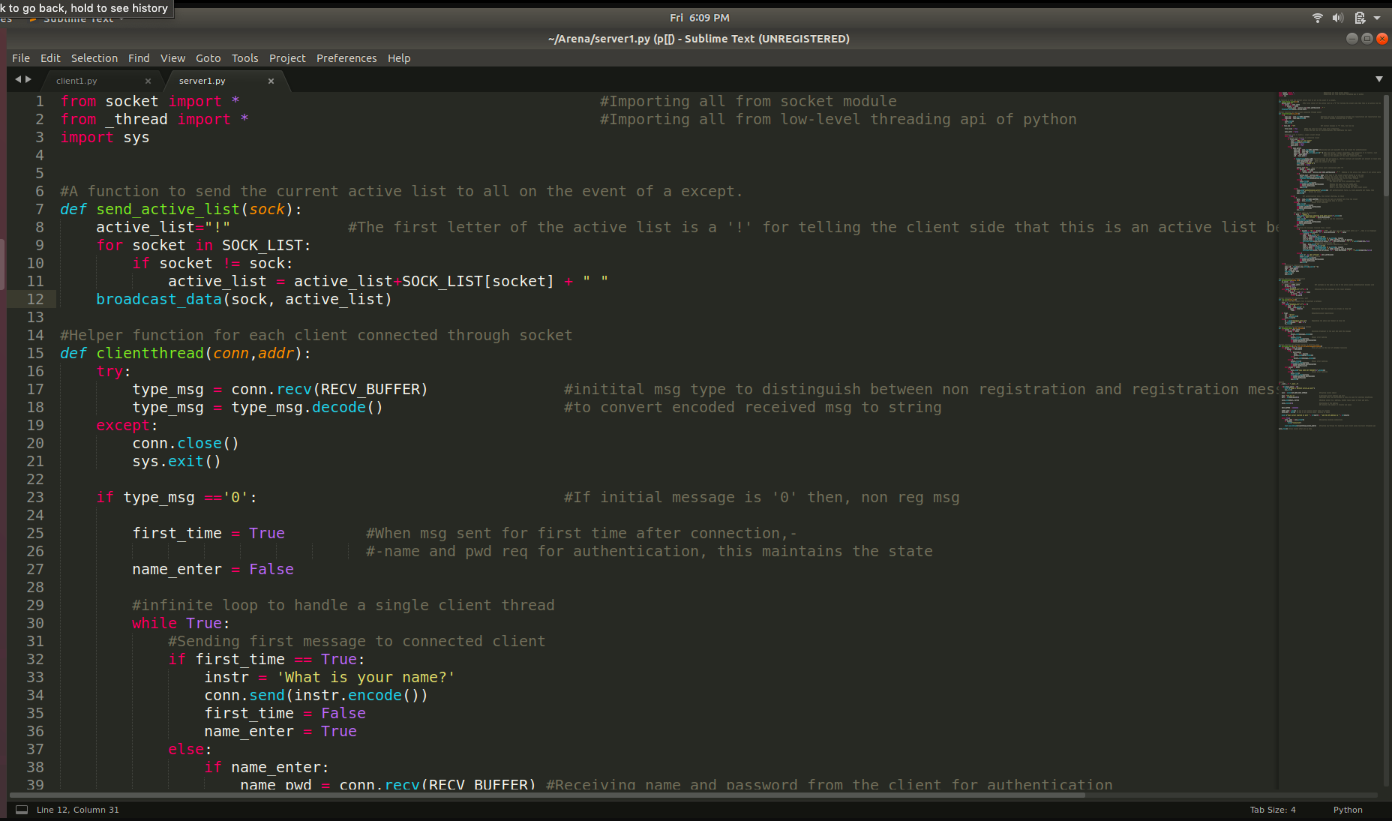 k to go back, hold to see history
Sublime Text
Fri 6:09 PM
~/Arena/server1.py (p[[) - Sublime Text (UNREGISTERED)
File Edit Selection Find View Goto Tools Project Preferences Help
client1.py × server1.py ×
1 from socket import * #Importing all from socket module
2 from _thread import * #Importing all from low-level threading api of python
3 import sys
4
5
6 #A function to send the current active list to all on the event of a except.
7 def send_active_list(sock):
8 active_list="!" #The first letter of the active list is a '!' for telling the client side that this is an active list be
9 for socket in SOCK_LIST:
10 if socket != sock:
11 active_list = active_list+SOCK_LIST[socket] + " "
12 broadcast_data(sock, active_list)
13
14 #Helper function for each client connected through socket
15 def clientthread(conn,addr):
16 try:
17 type_msg = conn.recv(RECV_BUFFER) #initital msg type to distinguish between non registration and registration mes
18 type_msg = type_msg.decode() #to convert encoded received msg to string
19 except:
20 conn.close()
21 sys.exit()
22
23 if type_msg =='0': #If initial message is '0' then, non reg msg
24
25 first_time = True #When msg sent for first time after connection,-
26 #-name and pwd req for authentication, this maintains the state
27 name_enter = False
28
29 #infinite loop to handle a single client thread
30 while True:
31 #Sending first message to connected client
32 if first_time == True:
33 instr = 'What is your name?'
34 conn.send(instr.encode())
35 first_time = False
36 name_enter = True
37 else:
38 if name_enter:
39 name_pwd = conn.recv(RECV_BUFFER) #Receiving name and password from the client for authentication
Line 12, Column 31 Tab Size: 4 Python